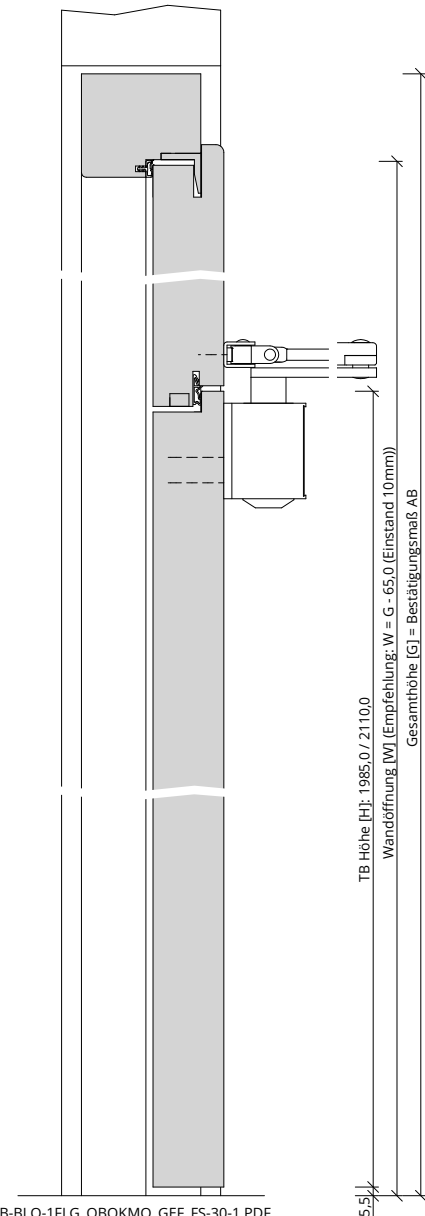 TB Höhe [H]: 1985,0 / 2110,0
Wandöffnung [W] (Empfehlung: W = G - 65,0 (Einstand 10mm))
Gesamthöhe [G] = Bestätigungsmaß AB
5,5
B-BLO-1FLG_OBOKMO_GEF_FS-30-1.PDF